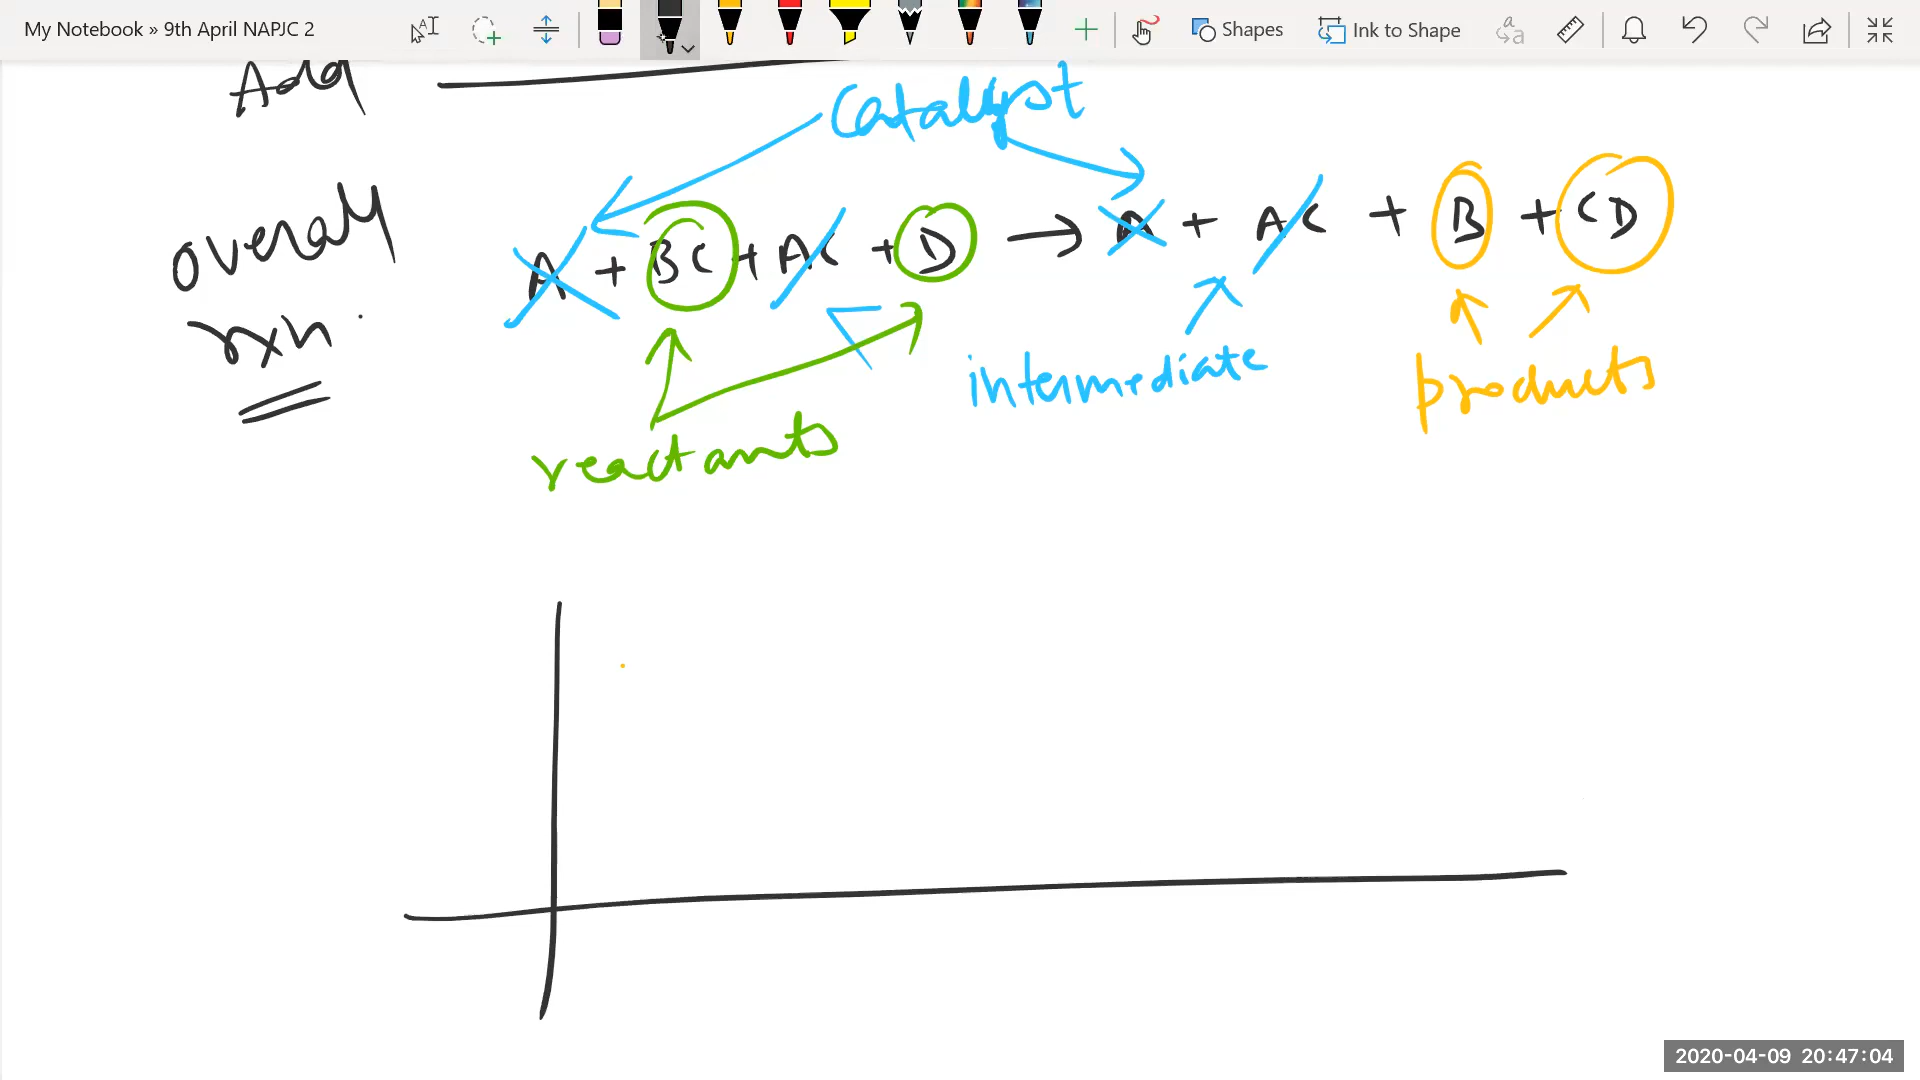 My Notebook » 9th April NAPJC 2
Shapes
Ink to Shape
Add
Catalyst
overall
rxn.
A + BC + AC + D → A + AC + B + CD
intermediate
products
reactants
2020-04-09 20:47:04